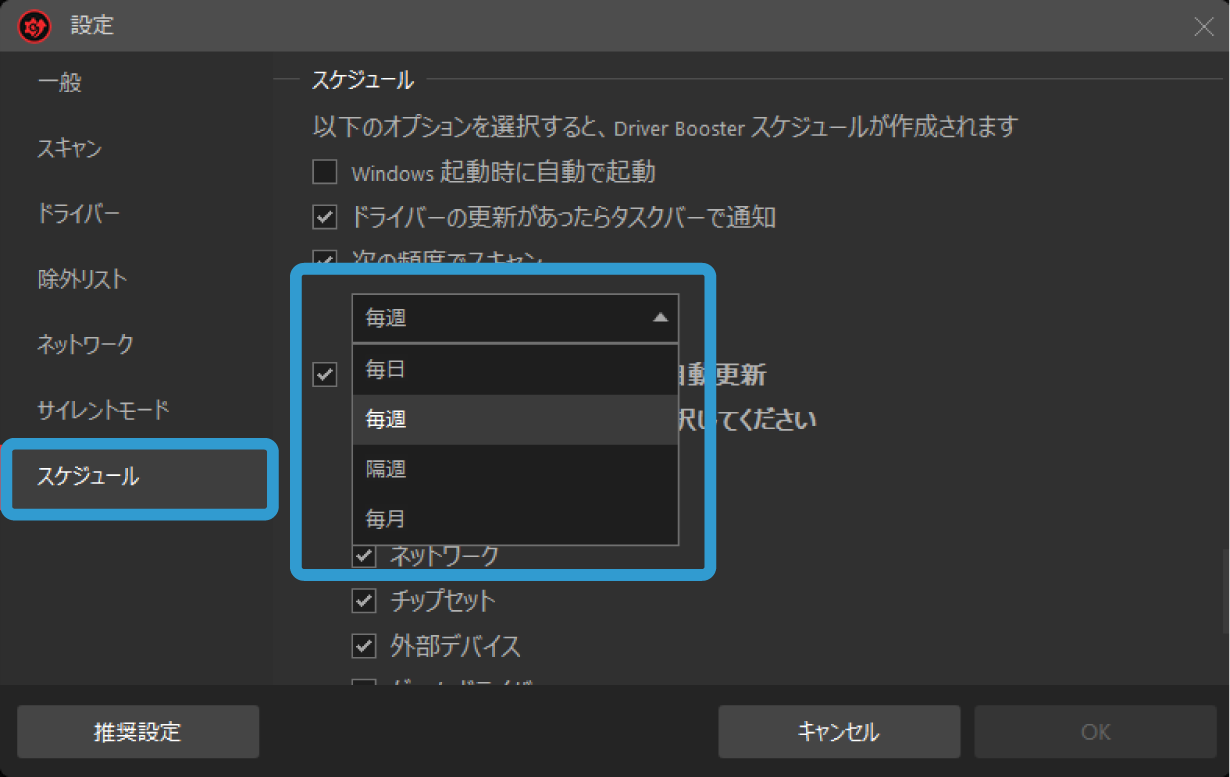 設定
一般
スキャン
ドライバー
除外リスト
ネットワーク
サイレントモード
スケジュール
スケジュール
以下のオプションを選択すると、Driver Booster スケジュールが作成されます
Windows 起動時に自動で起動
ドライバーの更新があったらタスクバーで通知
次の頻度でスキャン
毎週
毎日
毎週
隔週
毎月
動更新
択してください
ネットワーク
チップセット
外部デバイス
推奨設定
キャンセル
OK